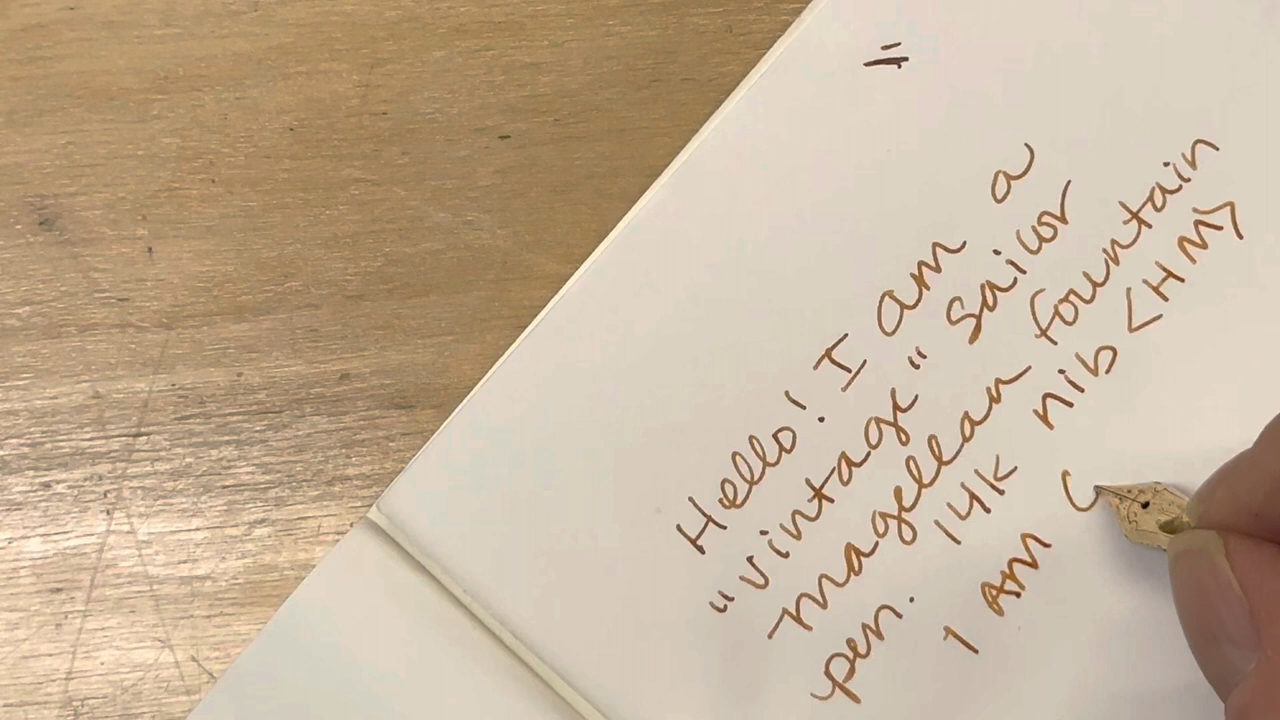 Hello! I am a
"vintage" Sailor
magellan fountain
pen. 14K nib <HM>
I Am